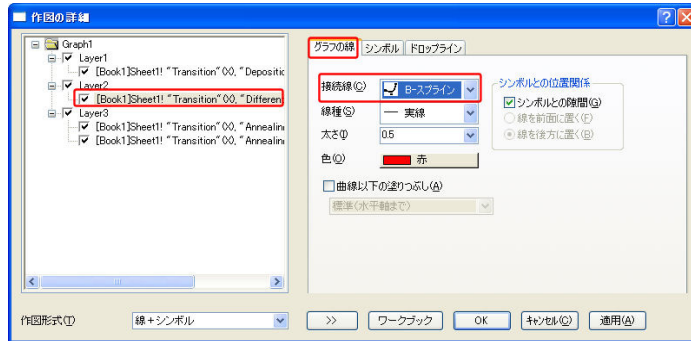 作図の詳細
Graph1
Layer1
[Book1]Sheet1! "Transition" (X), "Depositic
Layer2
[Book1]Sheet1! "Transition" (X), "Differen
Layer3
[Book1]Sheet1! "Transition" (X), "Annealin
[Book1]Sheet1! "Transition" (X), "Annealin
グラフの線 シンボル ドロップライン
接続線(C) B-スプライン
線種(S) 実線
太さ(I) 0.5
色(O) 赤
曲線以下の塗りつぶし(A)
標準(水平軸まで)
シンボルとの位置関係
シンボルとの隙間(G)
線を前面に置く(F)
線を後方に置く(B)
作図形式(T) 線+シンボル >> ワークブック OK キャンセル(C) 適用(A)